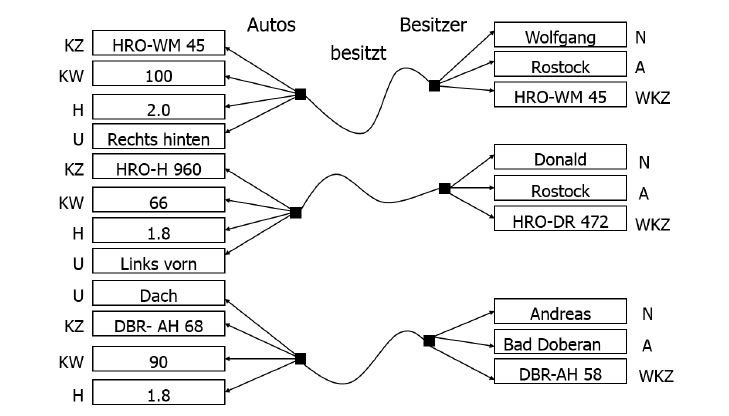 Autos
Besitzer
besitzt
KZ HRO-WM 45
KW 100
H 2.0
U Rechts hinten
Wolfgang N
Rostock A
HRO-WM 45 WKZ
KZ HRO-H 960
KW 66
H 1.8
U Links vorn
Donald N
Rostock A
HRO-DR 472 WKZ
U Dach
KZ DBR- AH 68
KW 90
H 1.8
Andreas N
Bad Doberan A
DBR-AH 58 WKZ